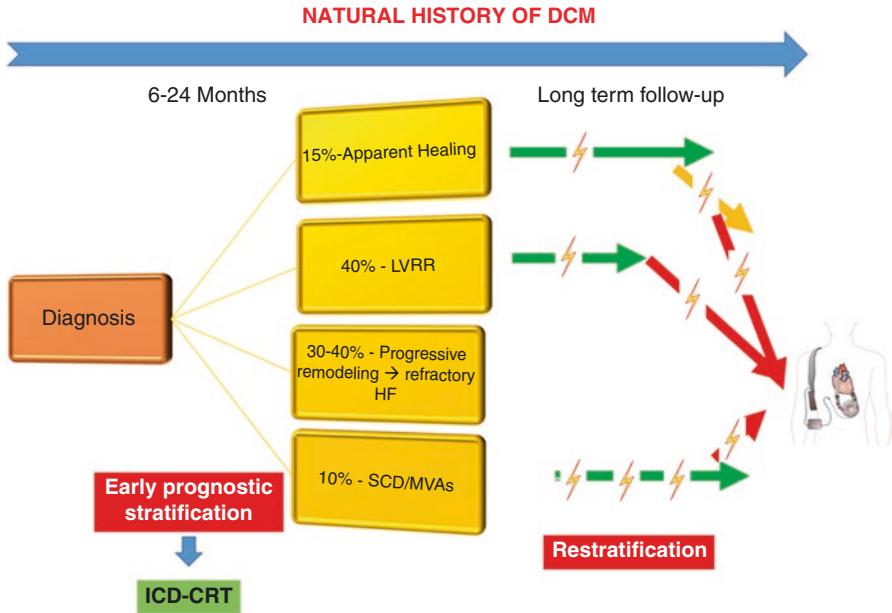 NATURAL HISTORY OF DCM
6-24 Months
Long term follow-up
15%-Apparent Healing
40% - LVRR
Diagnosis
30-40% - Progressive
remodeling → refractory
HF
10% - SCD/MVAs
Early prognostic
stratification
Restratification
ICD-CRT